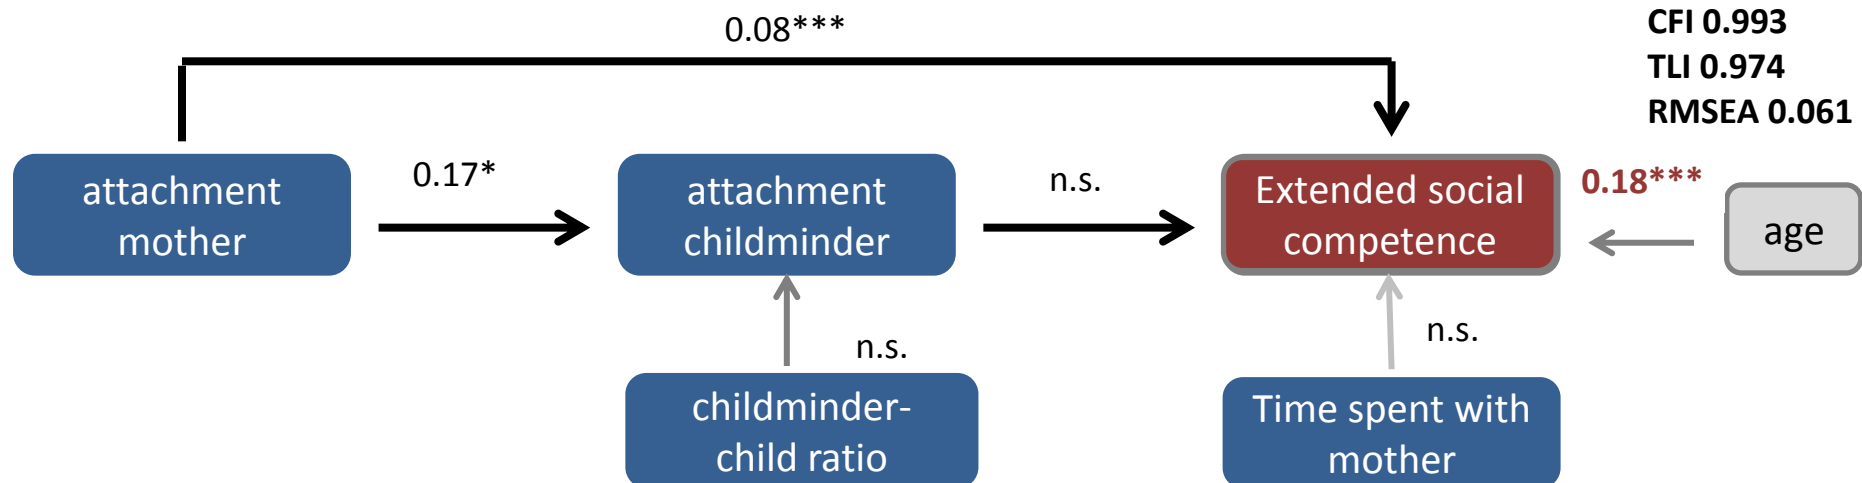 0.08***
CFI 0.993
TLI 0.974
RMSEA 0.061
attachment
mother
0.17*
attachment
childminder
n.s.
Extended social
competence
0.18***
age
n.s.
n.s.
childminder-
child ratio
Time spent with
mother